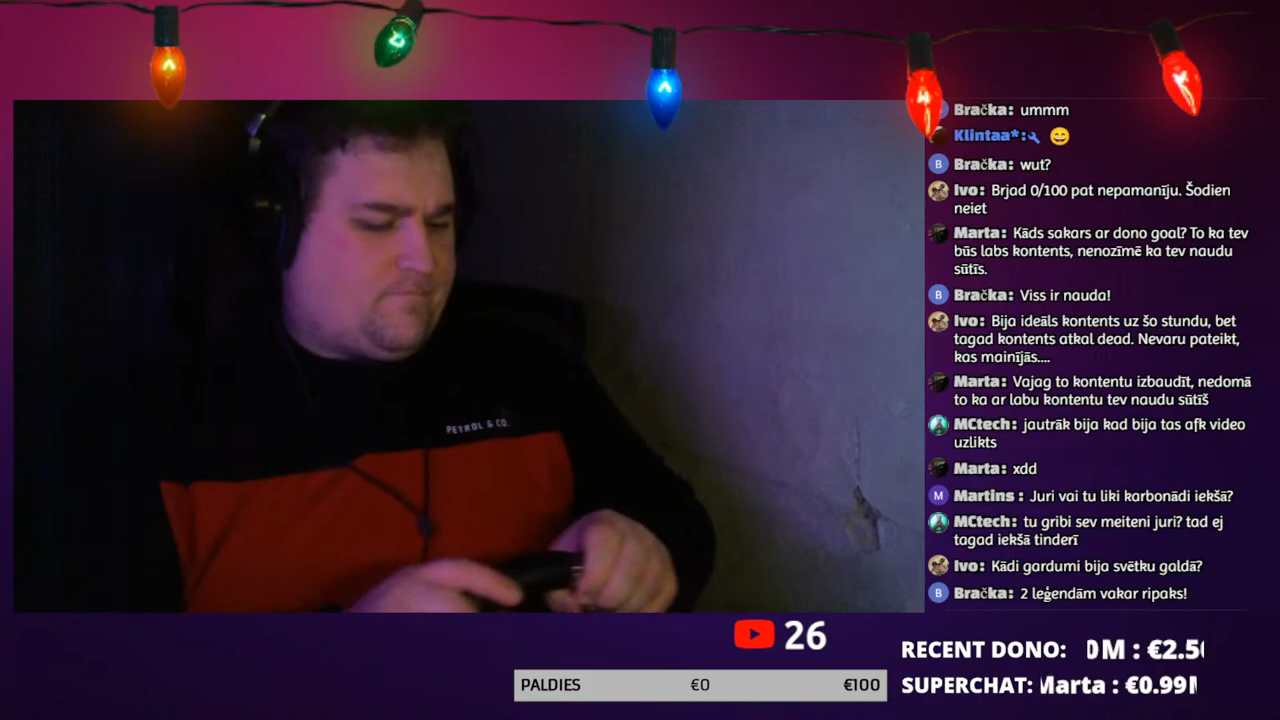 Bračka: ummm
Klintaa*:
Bračka: wut?
Ivo: Brjad 0/100 pat nepamanīju. Šodien
neiet
Marta: Kāds sakars ar dono goal? To ka tev
būs labs kontents, nenozīmē ka tev naudu
sūtīs.
B Bračka: Viss ir nauda!
Ivo: Bija ideāls kontents uz šo stundu, bet
tagad kontents atkal dead. Nevaru pateikt,
kas mainījās....
Marta: Vajag to kontentu izbaudīt, nedomā
to ka ar labu kontentu tev naudu sūtīš
MCtech: jautrāk bija kad bija tas afk video
uzlikts
Marta: xdd
M Martins : Juri vai tu liki karbonādi iekšā?
MCtech: tu gribi sev meiteni juri? tad ej
tagad iekšā tinderī
Ivo: Kādi gardumi bija svētku galdā?
B Bračka: 2 leģendām vakar ripaks!
PETROL & CO.
26
RECENT DONO: M : €2.5
PALDIES €0 €100
SUPERCHAT: Marta : €0.99